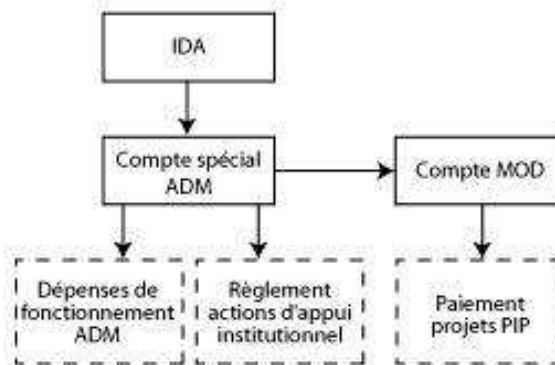 IDA
Compte spécial
ADM
Compte MOD
Dépenses de
fonctionnement
ADM
Règlement
actions d'appui
institutionnel
Paiement
projets PIP